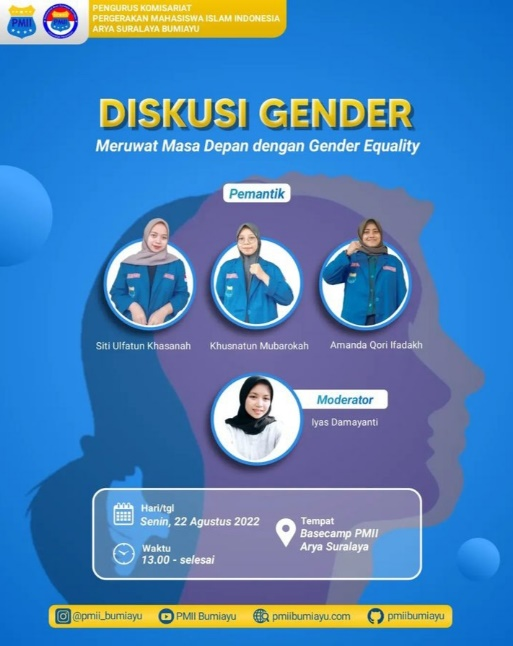 PMII
PENGURUS KOMISARIAT
PERGERAKAN MAHASISWA ISLAM INDONESIA
ARYA SURALAYA BUMIAYU
DISKUSI GENDER
Meruwat Masa Depan dengan Gender Equality
Pemantik
Siti Ulfatun Khasanah
Khusnatun Mubarokah
Amanda Qori Ifadakh
Moderator
Iyas Damayanti
Hari/tgl
Senin, 22 Agustus 2022
Waktu
13.00 - selesai
Tempat
Basecamp PMII
Arya Suralaya
@pmii_bumiayu
PMII Bumiayu
pmiibumiayu.com
pmiibumiayu